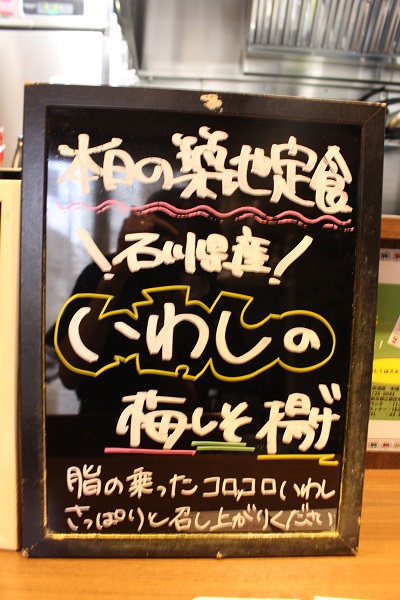 本日の築地定食
\石川県産/
いわしの
梅しそ揚げ
脂の乗ったコロッコロいわし
さっぱりと召し上がりください